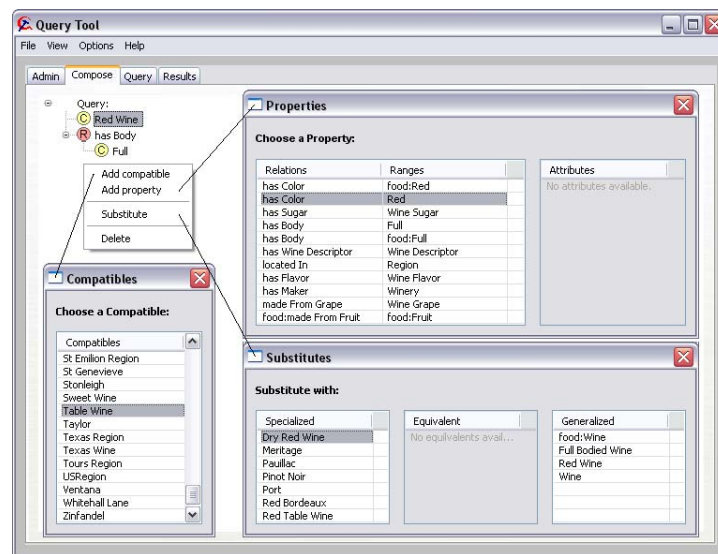 Query Tool
File View Options Help
Admin Compose Query Results
Query:
C Red Wine
R has Body
C Full
Add compatible
Add property
Substitute
Delete
Properties
Choose a Property:
Relations Ranges
has Color food:Red
has Color Red
has Sugar Wine Sugar
has Body Full
has Body food:Full
has Wine Descriptor Wine Descriptor
located In Region
has Flavor Wine Flavor
has Maker Winery
made From Grape Wine Grape
food:made From Fruit food:Fruit
Attributes
No attributes available.
Compatibles
Choose a Compatible:
Compatibles
St Emilion Region
St Genevieve
Stonleigh
Sweet Wine
Table Wine
Taylor
Texas Region
Texas Wine
Tours Region
USRegion
Ventana
Whitehall Lane
Zinfandel
Substitutes
Substitute with:
Specialized
Dry Red Wine
Meritage
Pauillac
Pinot Noir
Port
Red Bordeaux
Red Table Wine
Equivalent
No equilvalents avail...
Generalized
food:Wine
Full Bodied Wine
Red Wine
Wine